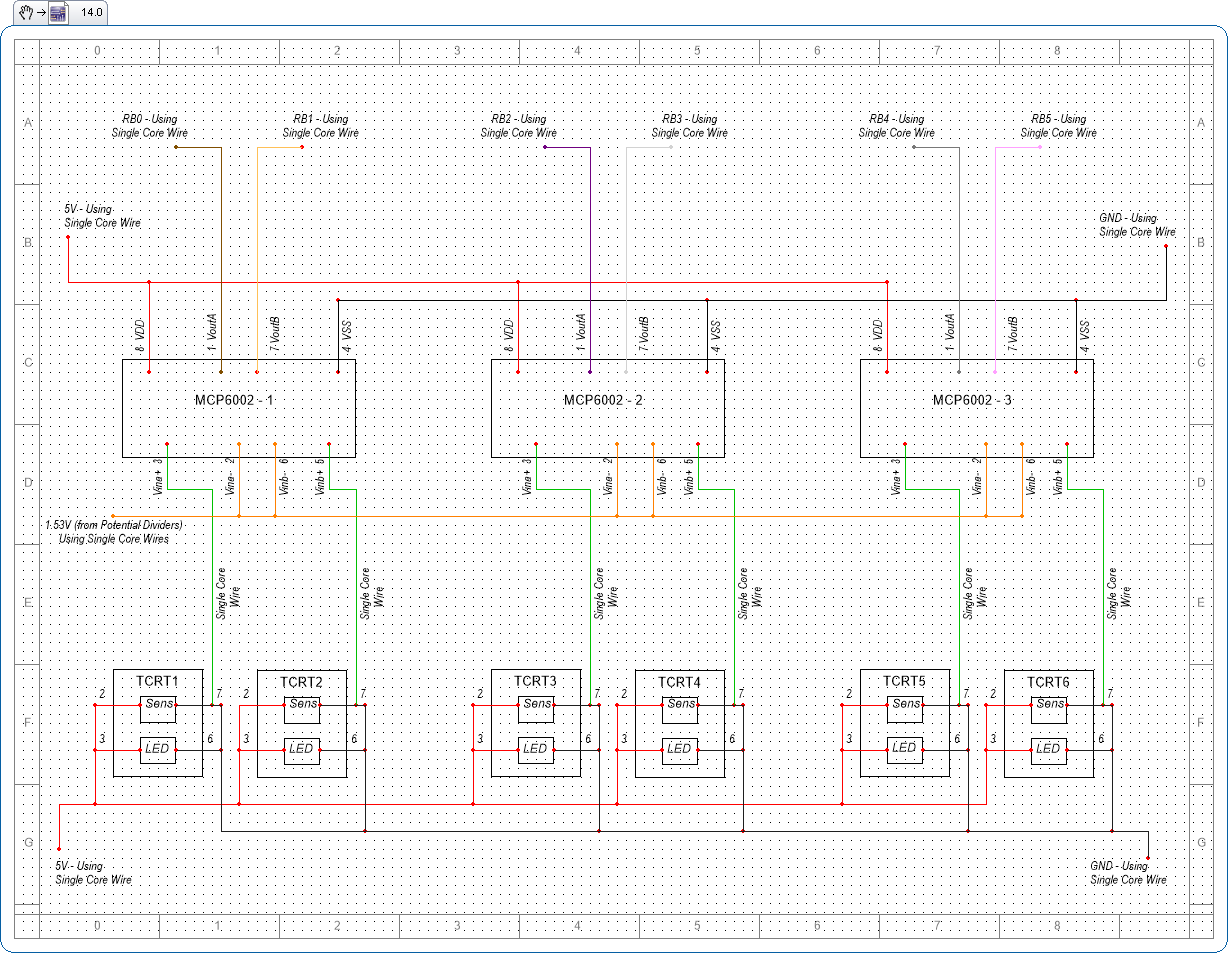 14.0
0 1 2 3 4 5 6 7 8
A A
RB0 - Using
Single Core Wire
RB1 - Using
Single Core Wire
RB2 - Using
Single Core Wire
RB3 - Using
Single Core Wire
RB4 - Using
Single Core Wire
RB5 - Using
Single Core Wire
B B
5V - Using
Single Core Wire
GND - Using
Single Core Wire
C C
8 VDD
1 VoutA
7 VoutB
4 VSS
8 VDD
1 VoutA
7 VoutB
4 VSS
8 VDD
1 VoutA
7 VoutB
4 VSS
MCP6002 - 1
MCP6002 - 2
MCP6002 - 3
D D
Vina+ 3
Vina- 2
Vinb- 6
Vinb+ 5
Vina+ 3
Vina- 2
Vinb- 6
Vinb+ 5
Vina+ 3
Vina- 2
Vinb- 6
Vinb+ 5
1.53V (from Potential Dividers)
Using Single Core Wires
E E
Single Core
Wire
Single Core
Wire
Single Core
Wire
Single Core
Wire
Single Core
Wire
Single Core
Wire
F F
TCRT1
2 Sens 7
3 LED 6
TCRT2
2 Sens 7
3 LED 6
TCRT3
2 Sens 7
3 LED 6
TCRT4
2 Sens 7
3 LED 6
TCRT5
2 Sens 7
3 LED 6
TCRT6
2 Sens 7
3 LED 6
G G
5V - Using
Single Core Wire
GND - Using
Single Core Wire
0 1 2 3 4 5 6 7 8